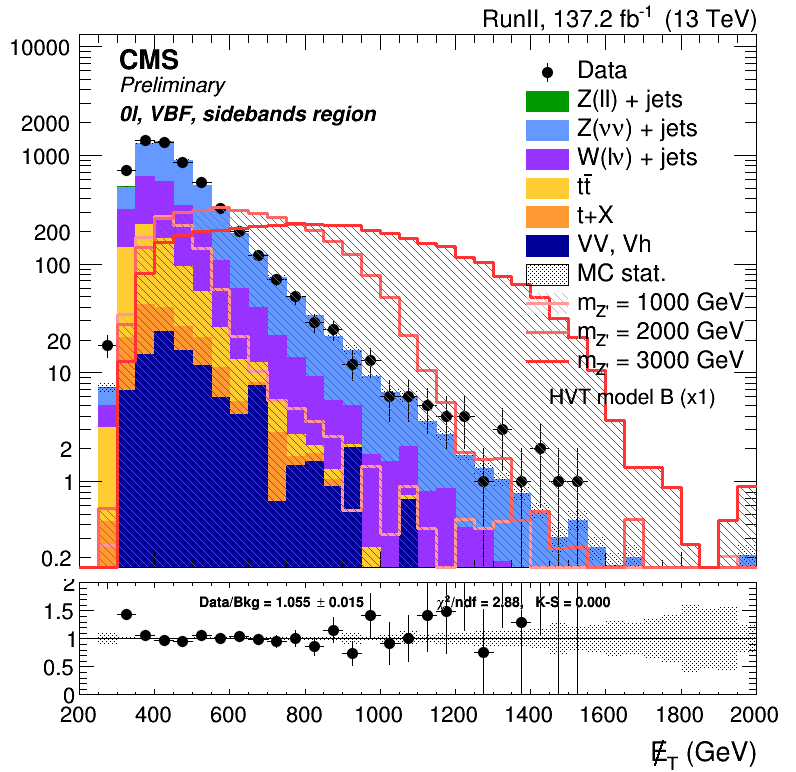 RunII, 137.2 fb⁻¹ (13 TeV)
CMS
Preliminary
0l, VBF, sidebands region
Data
Z(ll) + jets
Z(νν) + jets
W(lν) + jets
tt̄
t+X
VV, Vh
MC stat.
m_Z' = 1000 GeV
m_Z' = 2000 GeV
m_Z' = 3000 GeV
HVT model B (x1)
10000
2000
1000
200
100
20
10
2
1
0.2
Data/Bkg = 1.055 ± 0.015 χ²/ndf = 2.88, K-S = 0.000
2
1.5
1
0.5
0
200 400 600 800 1000 1200 1400 1600 1800 2000
E̸_T (GeV)